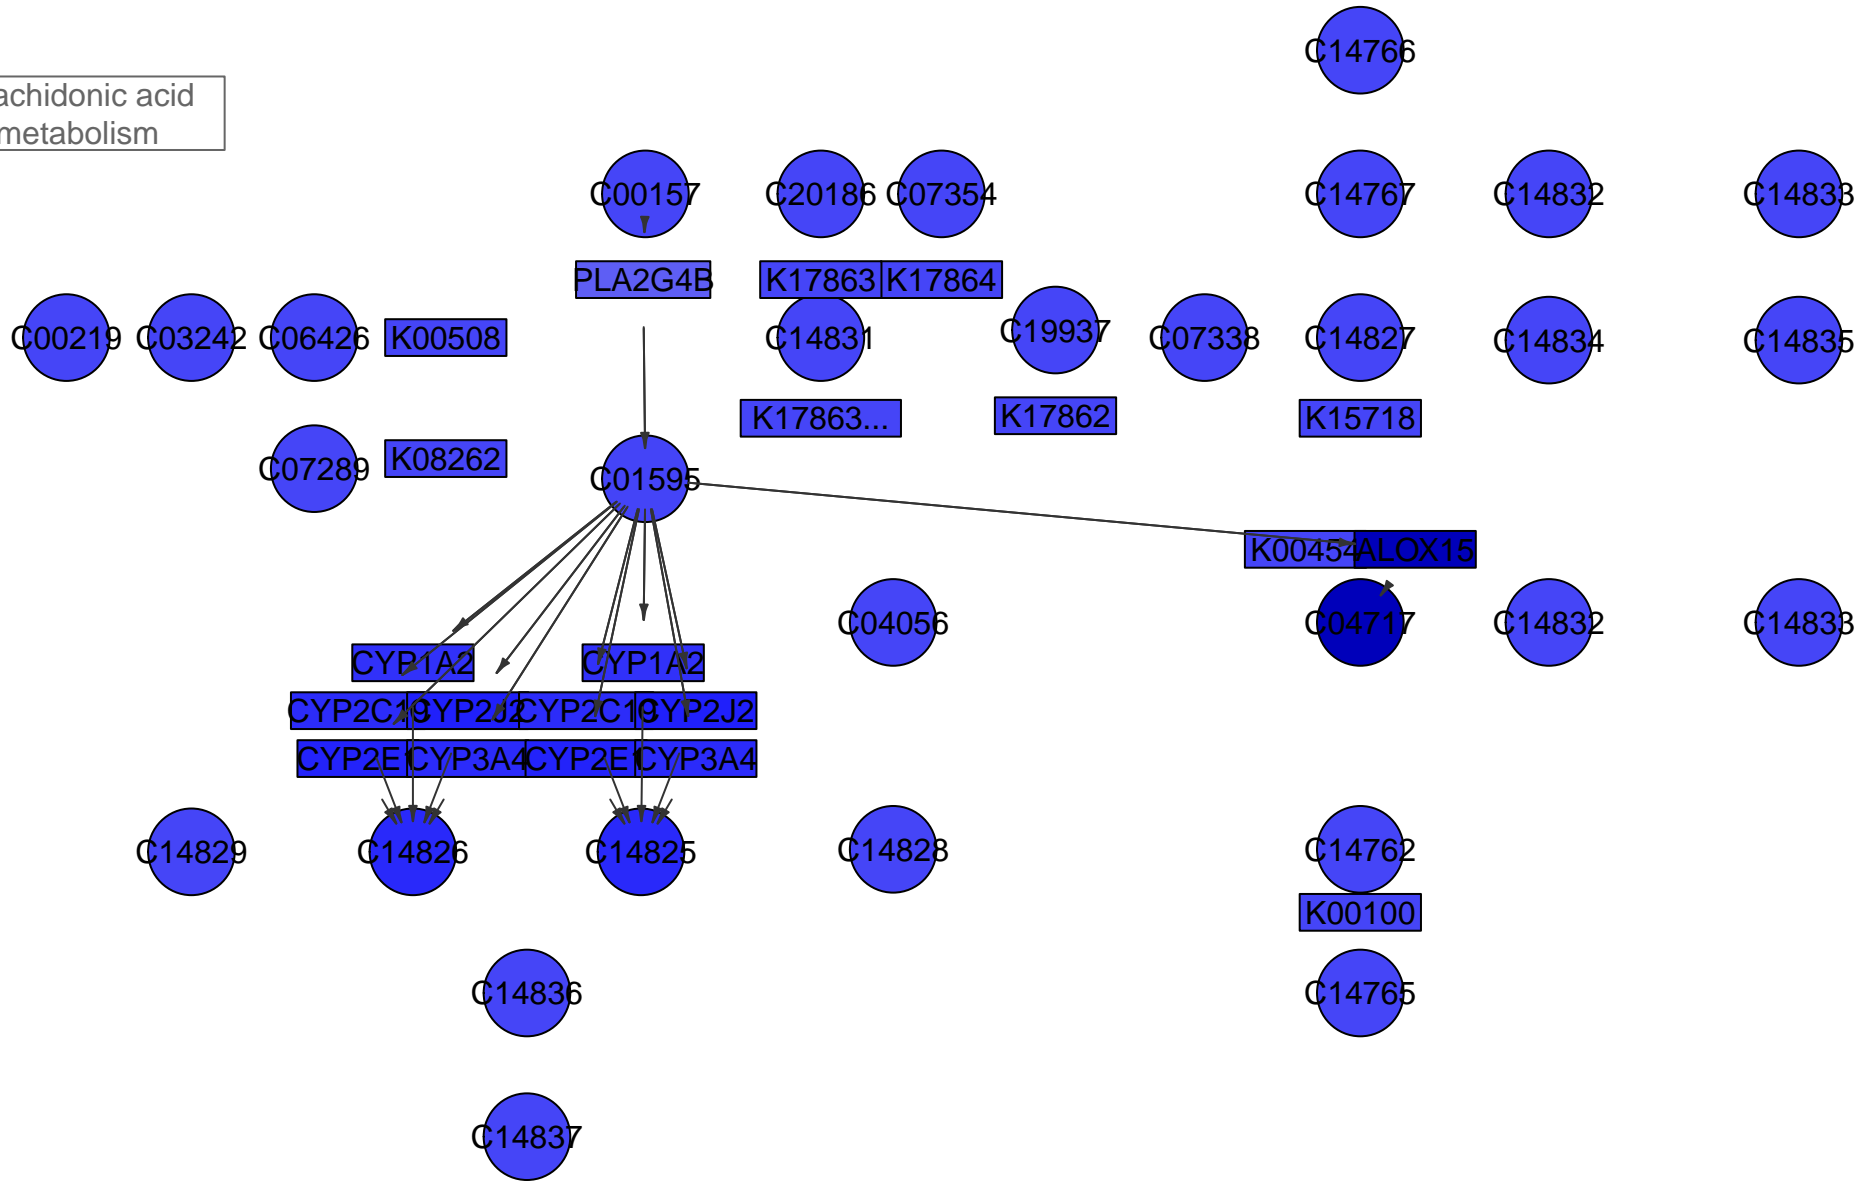 C14766
achidonic acid
metabolism
C00157
C20186
C07354
C14767
C14832
C14833
PLA2G4B
K17863
K17864
C00219
C03242
C06426
K00508
C14831
C19937
C07338
C14827
C14834
C14835
K17863...
K17862
K15718
C07289
K08262
C01595
K00454
ALOX15
C04056
C04717
C14832
C14833
CYP1A2
CYP1A2
CYP2C19
CYP2J2
CYP2C19
CYP2J2
CYP2E1
CYP3A4
CYP2E1
CYP3A4
C14829
C14826
C14825
C14828
C14762
K00100
C14836
C14765
C14837